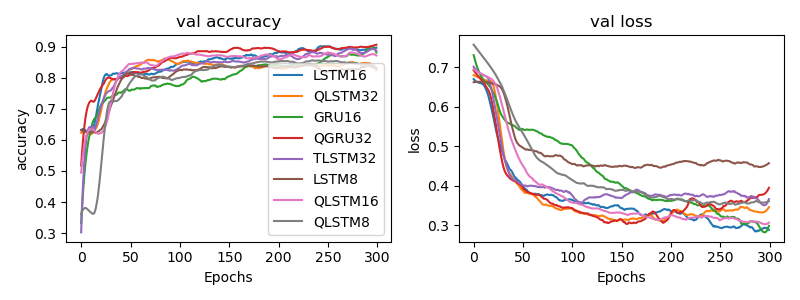 val accuracy
accuracy
0.9
0.8
0.7
0.6
0.5
0.4
0.3
0 50 100 150 200 250 300
Epochs
LSTM16
QLSTM32
GRU16
QGRU32
TLSTM32
LSTM8
QLSTM16
QLSTM8
val loss
loss
0.7
0.6
0.5
0.4
0.3
0 50 100 150 200 250 300
Epochs